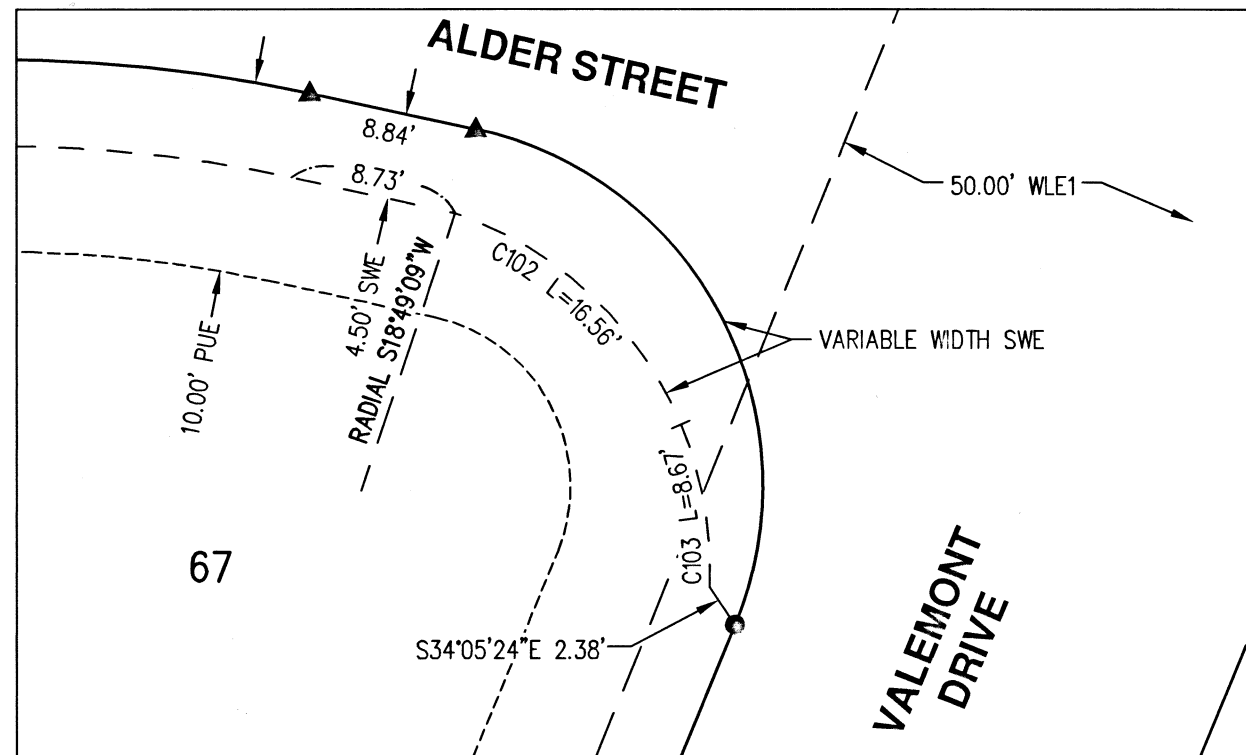 ALDER STREET
8.84'
8.73'
50.00' WLE1
C102 L=16.56'
4.50' SWE
RADIAL S18°49'09"W
10.00' PUE
VARIABLE WIDTH SWE
C103 L=8.67'
67
S34°05'24"E 2.38'
VALEMONT
DRIVE